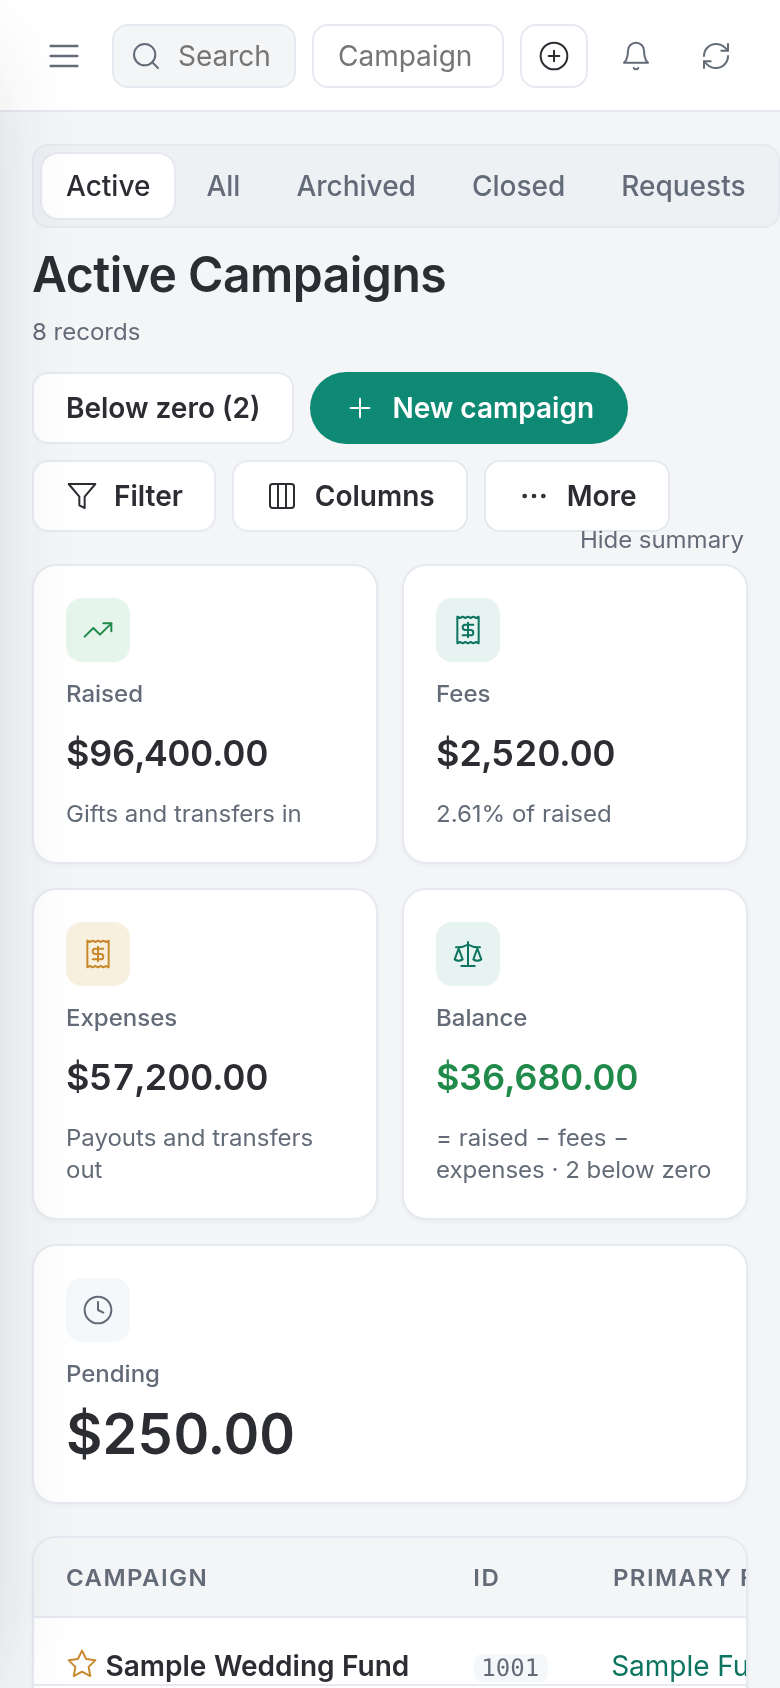 Search
Campaign
Active All Archived Closed Requests
Active Campaigns
8 records
Below zero (2)
New campaign
Filter
Columns
More
Hide summary
Raised
$96,400.00
Gifts and transfers in
Fees
$2,520.00
2.61% of raised
Expenses
$57,200.00
Payouts and transfers
out
Balance
$36,680.00
= raised − fees −
expenses · 2 below zero
Pending
$250.00
CAMPAIGN ID PRIMARY
Sample Wedding Fund 1001 Sample